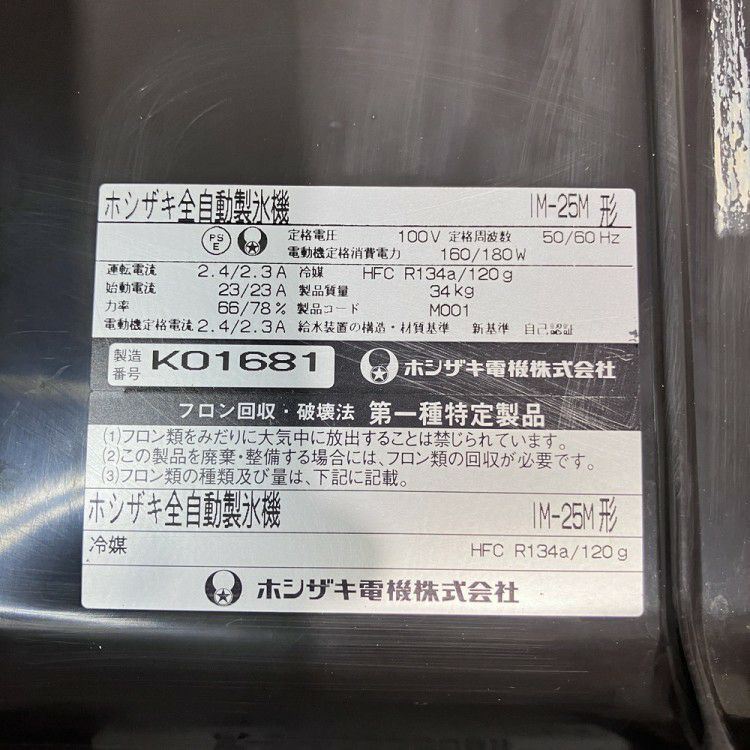 ホシザキ全自動製氷機 IM-25M 形
PS E 定格電圧 100V 定格周波数 50/60Hz
電動機定格消費電力 160/180W
運転電流 2.4/2.3A 冷媒 HFC R134a/120g
始動電流 23/23A 製品質量 34kg
力率 66/78% 製品コード M001
電動機定格電流 2.4/2.3A 給水装置の構造・材質基準 新基準 自己認証
製造番号 K01681 ホシザキ電機株式会社
フロン回収・破壊法 第一種特定製品
(1)フロン類をみだりに大気中に放出することは禁じられています。
(2)この製品を廃棄・整備する場合には、フロン類の回収が必要です。
(3)フロン類の種類及び量は、下記に記載。
ホシザキ全自動製氷機 IM-25M 形
冷媒 HFC R134a/120g
ホシザキ電機株式会社